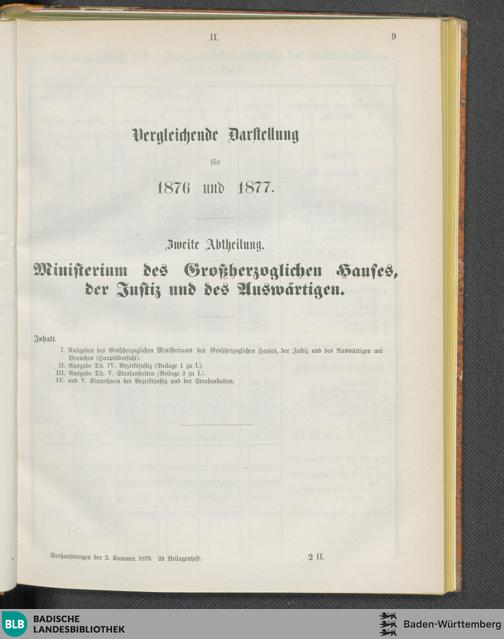 II.
9
Vergleichende Darstellung
für
1876 und 1877.
Zweite Abtheilung.
Ministerium des Großherzoglichen Hauses,
der Justiz und des Auswärtigen.
Inhalt.
I. Ausgaben des Großherzoglichen Ministeriums des Großherzoglichen Hauses, der Justiz und des Auswärtigen mit
Branchen (Hauptübersicht).
II. Ausgabe Tit. IV. Bezirksjustiz (Beilage 1 zu I.).
III. Ausgabe Tit. V. Strafanstalten (Beilage 2 zu I.).
IV. und V. Einnahmen der Bezirksjustiz und der Strafanstalten.
Verhandlungen der 2. Kammer 1879. 2s Beilagenheft.
2 II.
BLB
BADISCHE
LANDESBIBLIOTHEK
Baden-Württemberg